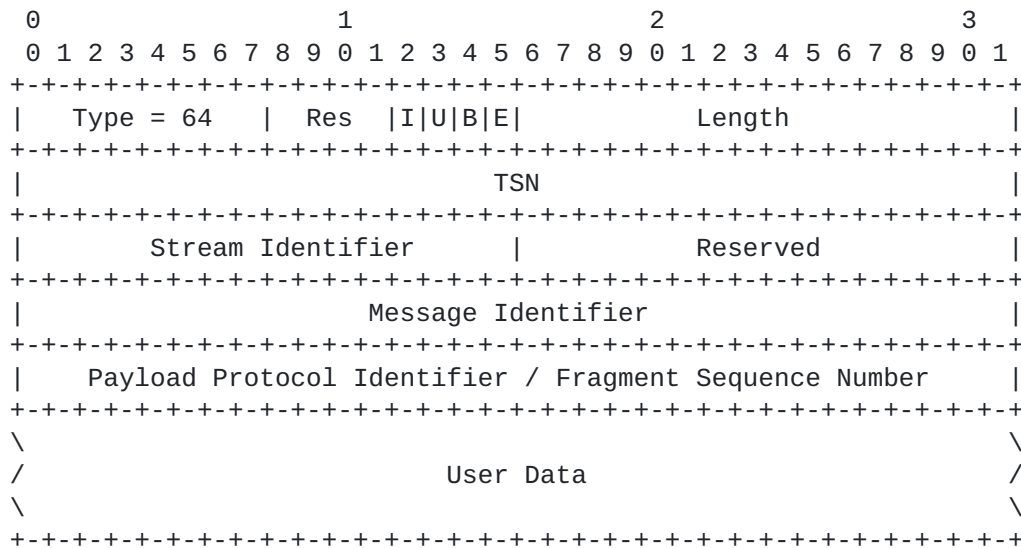 0                   1                   2                   3
 0 1 2 3 4 5 6 7 8 9 0 1 2 3 4 5 6 7 8 9 0 1 2 3 4 5 6 7 8 9 0 1
+-+-+-+-+-+-+-+-+-+-+-+-+-+-+-+-+-+-+-+-+-+-+-+-+-+-+-+-+-+-+-+-+
|   Type = 64   |  Res  |I|U|B|E|           Length              |
+-+-+-+-+-+-+-+-+-+-+-+-+-+-+-+-+-+-+-+-+-+-+-+-+-+-+-+-+-+-+-+-+
|                              TSN                              |
+-+-+-+-+-+-+-+-+-+-+-+-+-+-+-+-+-+-+-+-+-+-+-+-+-+-+-+-+-+-+-+-+
|        Stream Identifier      |           Reserved            |
+-+-+-+-+-+-+-+-+-+-+-+-+-+-+-+-+-+-+-+-+-+-+-+-+-+-+-+-+-+-+-+-+
|                      Message Identifier                       |
+-+-+-+-+-+-+-+-+-+-+-+-+-+-+-+-+-+-+-+-+-+-+-+-+-+-+-+-+-+-+-+-+
|    Payload Protocol Identifier / Fragment Sequence Number     |
+-+-+-+-+-+-+-+-+-+-+-+-+-+-+-+-+-+-+-+-+-+-+-+-+-+-+-+-+-+-+-+-+
\                                                               \
/                           User Data                           /
\                                                               \
+-+-+-+-+-+-+-+-+-+-+-+-+-+-+-+-+-+-+-+-+-+-+-+-+-+-+-+-+-+-+-+-+